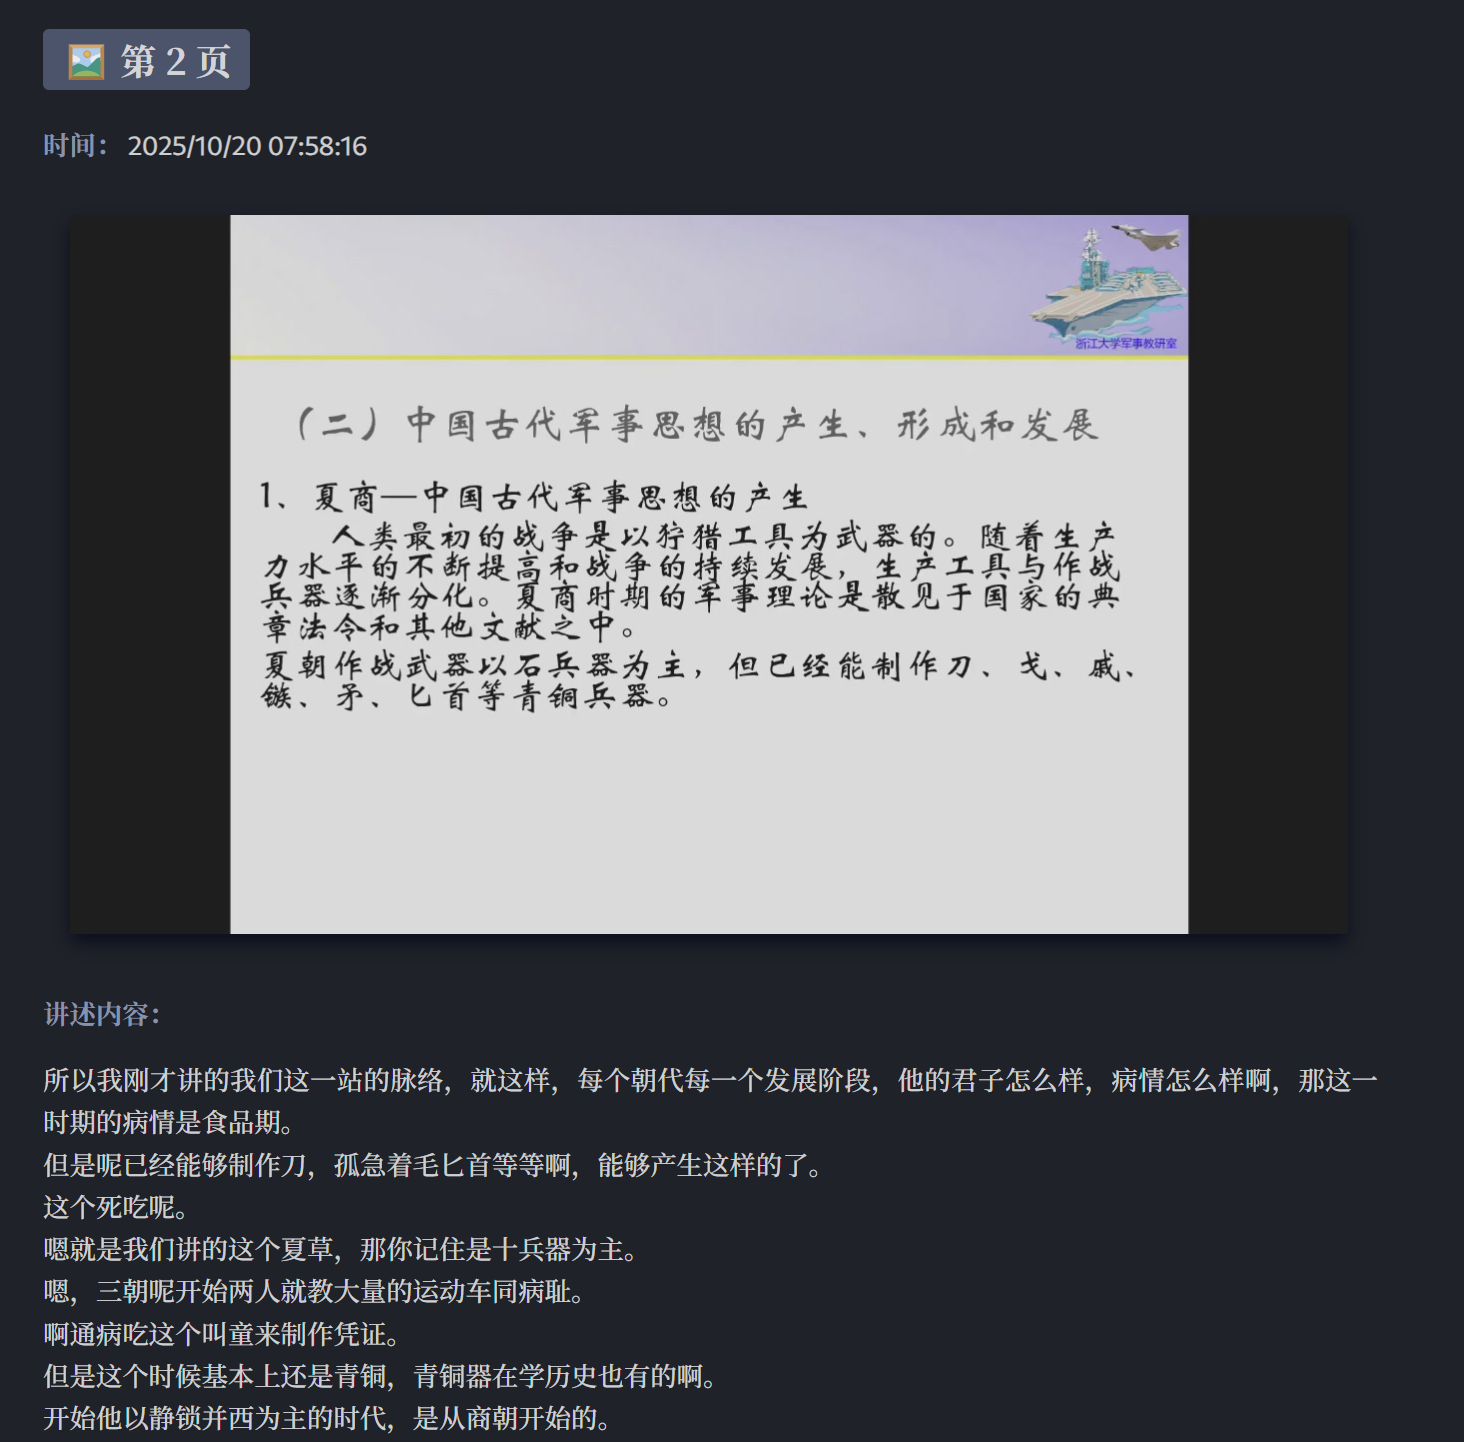 第 2 页
时间： 2025/10/20 07:58:16
浙江大学军事教研室
（二）中国古代军事思想的产生、形成和发展
1、夏商—中国古代军事思想的产生
人类最初的战争是以狩猎工具为武器的。随着生产
力水平的不断提高和战争的持续发展，生产工具与作战
兵器逐渐分化。夏商时期的军事理论是散见于国家的典
章法令和其他文献之中。
夏朝作战武器以石兵器为主，但已经能制作刀、戈、戚、
镞、矛、匕首等青铜兵器。
讲述内容：
所以我刚才讲的我们这一站的脉络，就这样，每个朝代每一个发展阶段，他的君子怎么样，病情怎么样啊，那这一
时期的病情是食品期。
但是呢已经能够制作刀，孤急着毛匕首等等啊，能够产生这样的了。
这个死吃呢。
嗯就是我们讲的这个夏草，那你记住是十兵器为主。
嗯，三朝呢开始两人就教大量的运动车同病耻。
啊通病吃这个叫童来制作凭证。
但是这个时候基本上还是青铜，青铜器在学历史也有的啊。
开始他以静锁并西为主的时代，是从商朝开始的。